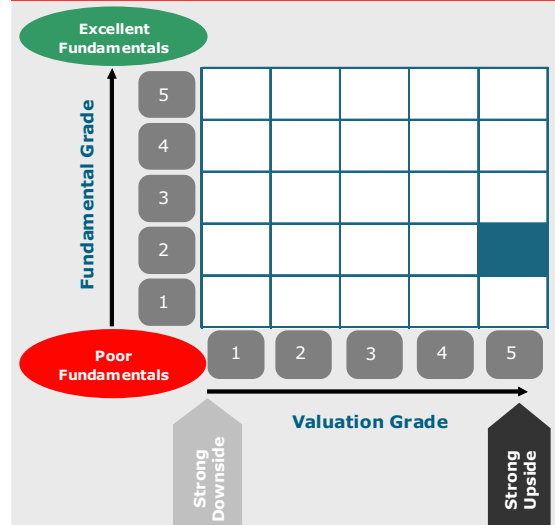 Excellent
Fundamentals
Fundamental Grade
5
4
3
2
1
Poor
Fundamentals
1
2
3
4
5
Valuation Grade
Strong
Downside
Strong
Upside